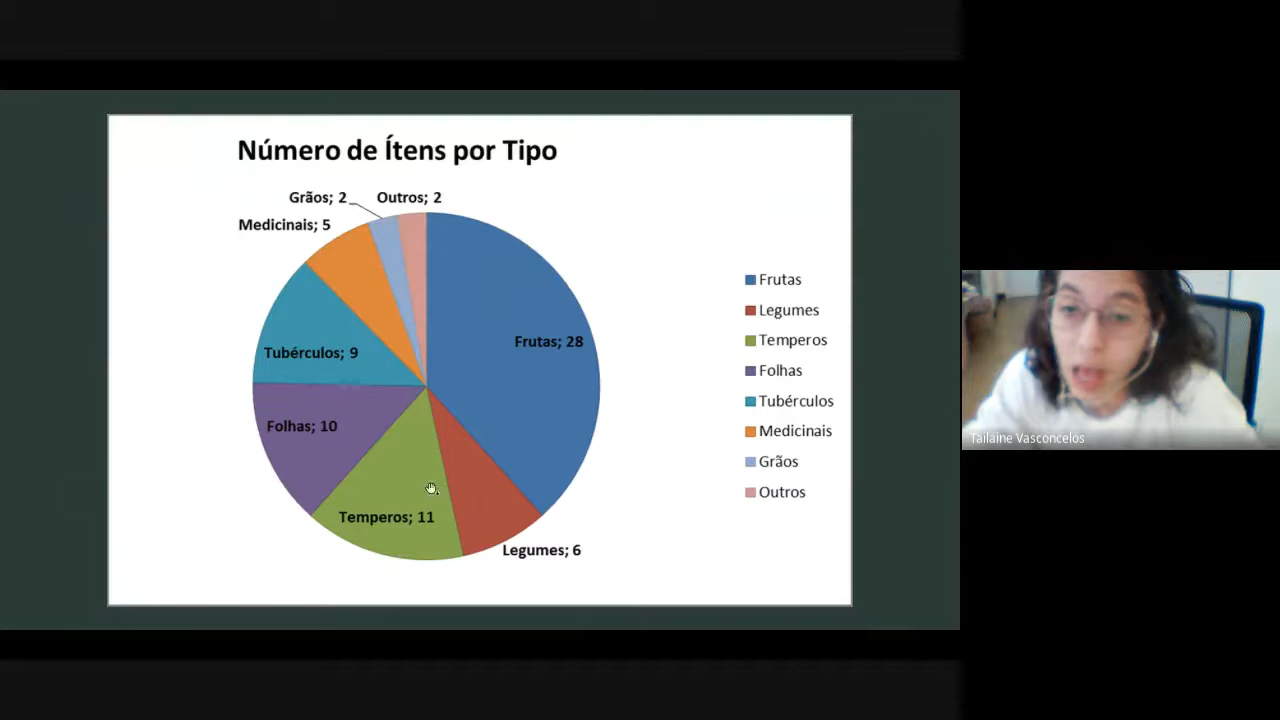 Número de Ítens por Tipo
Grãos; 2
Outros; 2
Medicinais; 5
Frutas; 28
Tubérculos; 9
Folhas; 10
Temperos; 11
Legumes; 6
Frutas
Legumes
Temperos
Folhas
Tubérculos
Medicinais
Grãos
Outros
Tailaine Vasconcelos